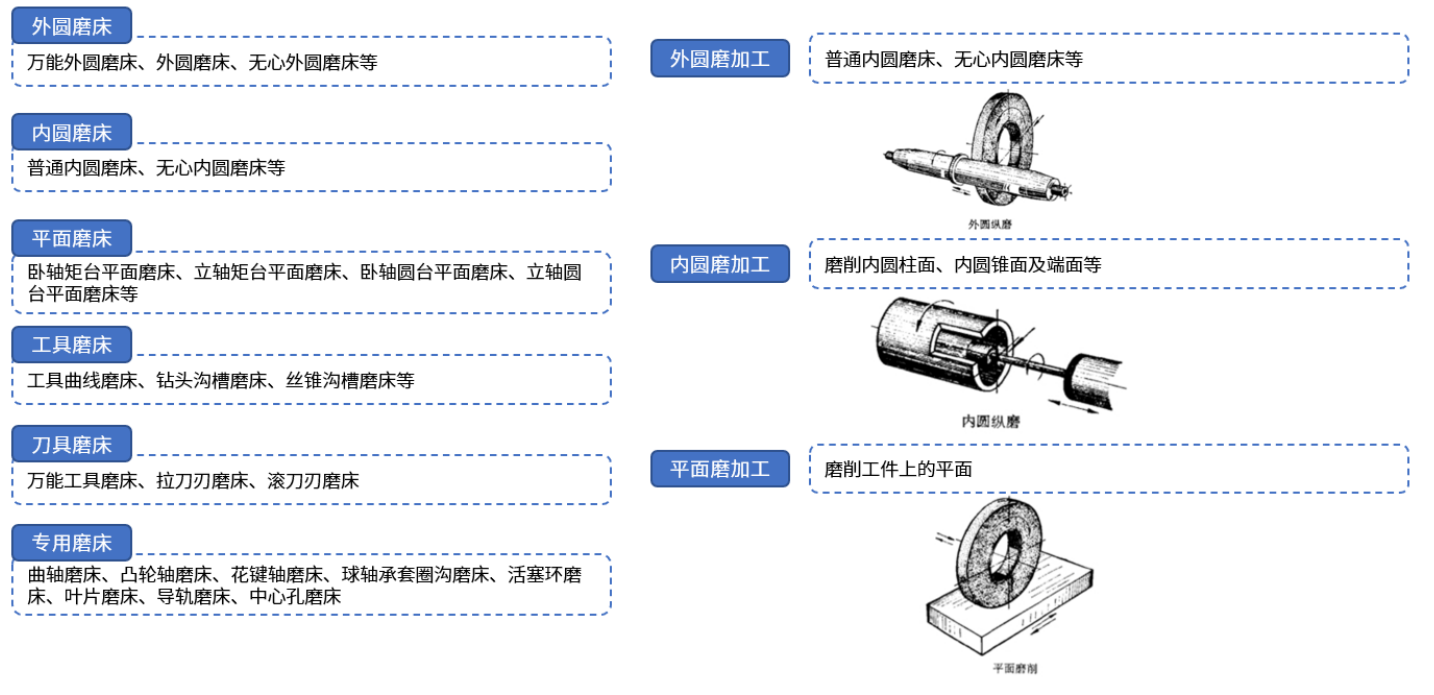 外圆磨床
万能外圆磨床、外圆磨床、无心外圆磨床等
内圆磨床
普通内圆磨床、无心内圆磨床等
平面磨床
卧轴矩台平面磨床、立轴矩台平面磨床、卧轴圆台平面磨床、立轴圆
台平面磨床等
工具磨床
工具曲线磨床、钻头沟槽磨床、丝锥沟槽磨床等
刀具磨床
万能工具磨床、拉刀刃磨床、滚刀刃磨床
专用磨床
曲轴磨床、凸轮轴磨床、花键轴磨床、球轴承套圈沟磨床、活塞环磨
床、叶片磨床、导轨磨床、中心孔磨床
外圆磨加工
普通内圆磨床、无心内圆磨床等
外圆纵磨
内圆磨加工
磨削内圆柱面、内圆锥面及端面等
内圆纵磨
平面磨加工
磨削工件上的平面
平面磨削